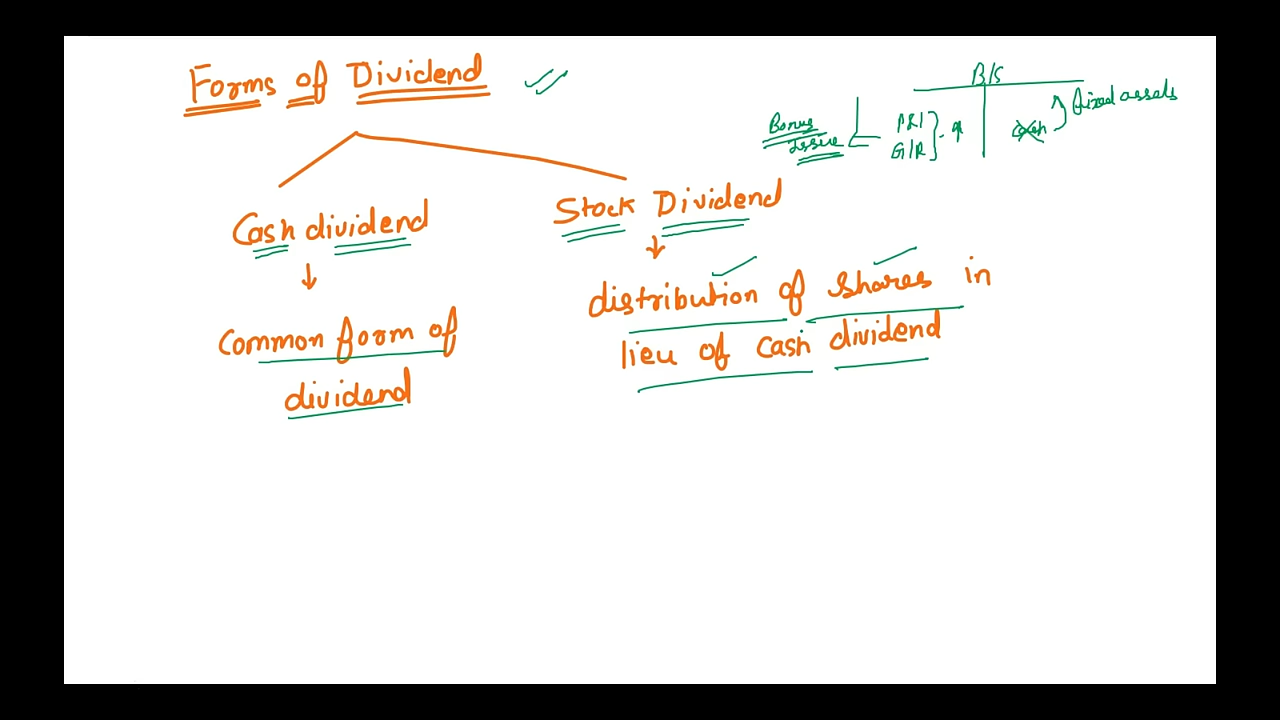 Forms of Dividend
B/S
fixed assets
Bonus
Issue
P&L
G/R
cash
Cash dividend
Stock Dividend
Common form of
dividend
distribution of shares in
lieu of cash dividend